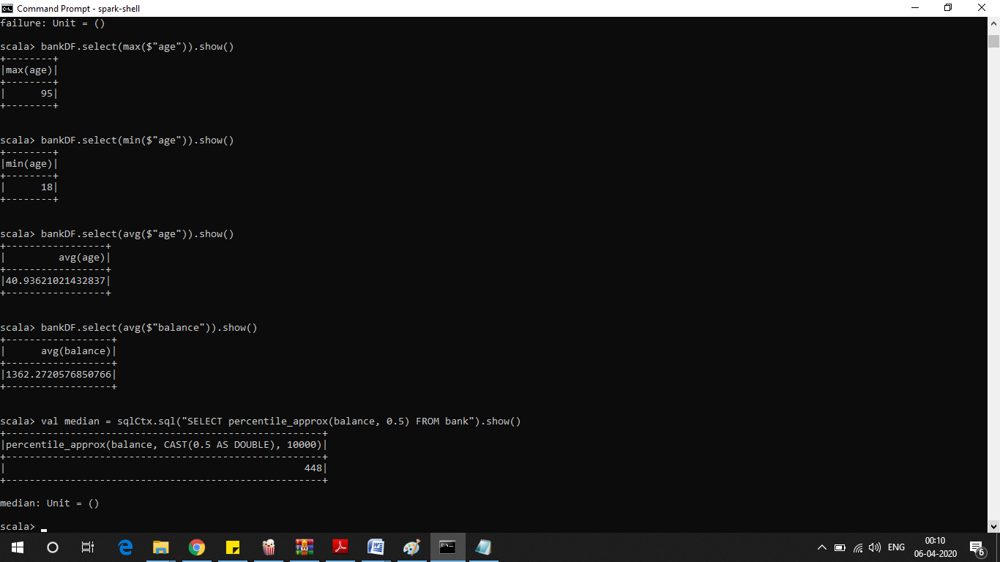 Command Prompt - spark-shell
failure: Unit = ()
scala> bankDF.select(max($"age")).show()
+--------+
|max(age)|
+--------+
|      95|
+--------+
scala> bankDF.select(min($"age")).show()
+--------+
|min(age)|
+--------+
|      18|
+--------+
scala> bankDF.select(avg($"age")).show()
+-----------------+
|         avg(age)|
+-----------------+
|40.93621021432837|
+-----------------+
scala> bankDF.select(avg($"balance")).show()
+------------------+
|      avg(balance)|
+------------------+
|1362.2720576850766|
+------------------+
scala> val median = sqlCtx.sql("SELECT percentile_approx(balance, 0.5) FROM bank").show()
+------------------------------------------------------+
|percentile_approx(balance, CAST(0.5 AS DOUBLE), 10000)|
+------------------------------------------------------+
|                                                   448|
+------------------------------------------------------+
median: Unit = ()
scala>
ENG
00:10
06-04-2020
6